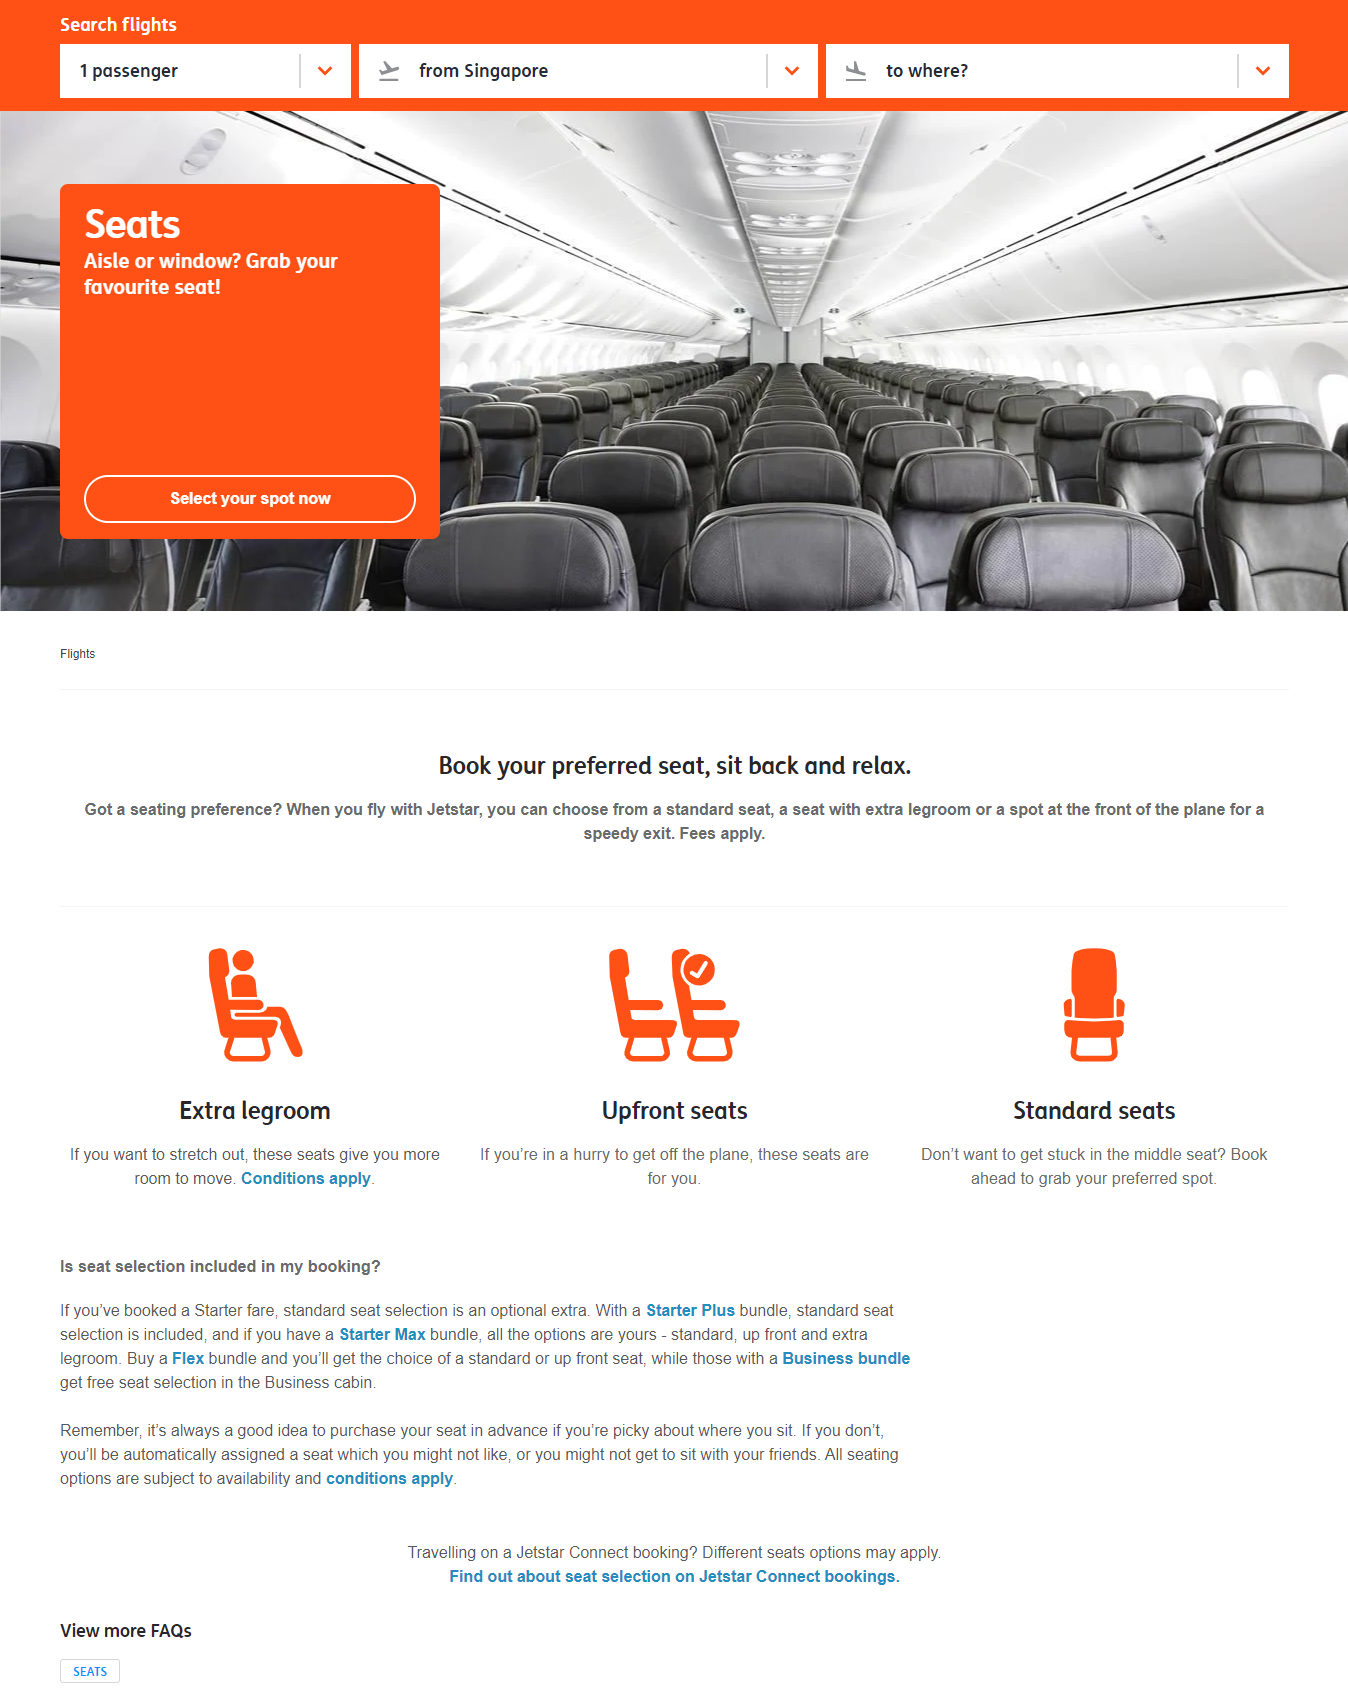 Search flights
1 passenger
from Singapore
to where?
Seats
Aisle or window? Grab your
favourite seat!
Select your spot now
Flights
Book your preferred seat, sit back and relax.
Got a seating preference? When you fly with Jetstar, you can choose from a standard seat, a seat with extra legroom or a spot at the front of the plane for a
speedy exit. Fees apply.
Extra legroom
If you want to stretch out, these seats give you more
room to move. Conditions apply.
Upfront seats
If you’re in a hurry to get off the plane, these seats are
for you.
Standard seats
Don’t want to get stuck in the middle seat? Book
ahead to grab your preferred spot.
Is seat selection included in my booking?
If you’ve booked a Starter fare, standard seat selection is an optional extra. With a Starter Plus bundle, standard seat
selection is included, and if you have a Starter Max bundle, all the options are yours - standard, up front and extra
legroom. Buy a Flex bundle and you’ll get the choice of a standard or up front seat, while those with a Business bundle
get free seat selection in the Business cabin.
Remember, it’s always a good idea to purchase your seat in advance if you’re picky about where you sit. If you don’t,
you’ll be automatically assigned a seat which you might not like, or you might not get to sit with your friends. All seating
options are subject to availability and conditions apply.
Travelling on a Jetstar Connect booking? Different seats options may apply.
Find out about seat selection on Jetstar Connect bookings.
View more FAQs
SEATS